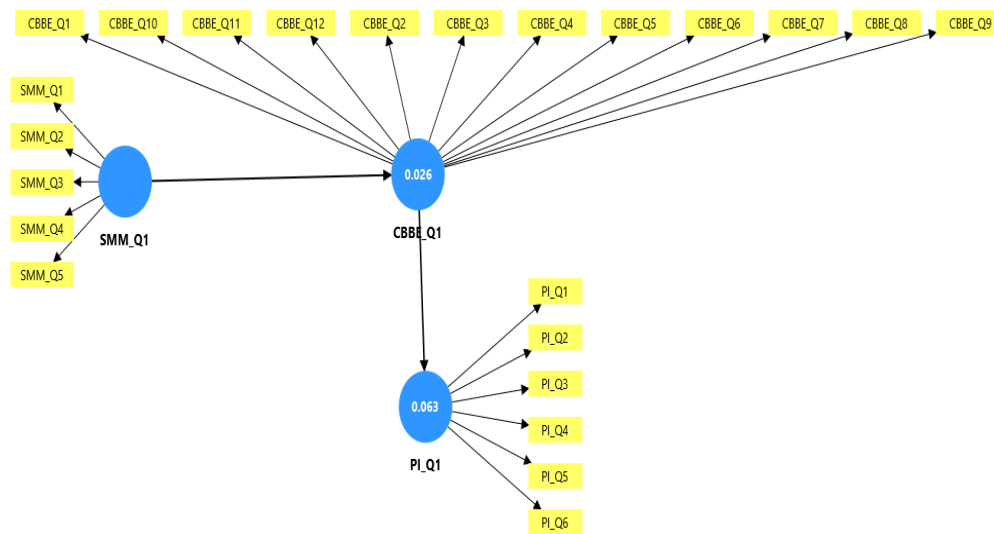 CBBE_Q1 CBBE_Q10 CBBE_Q11 CBBE_Q12 CBBE_Q2 CBBE_Q3 CBBE_Q4 CBBE_Q5 CBBE_Q6 CBBE_Q7 CBBE_Q8 CBBE_Q9
SMM_Q1
SMM_Q2
SMM_Q3
SMM_Q4
SMM_Q5
SMM_Q1
0.026
CBBE_Q1
PI_Q1
PI_Q2
PI_Q3
PI_Q4
PI_Q5
PI_Q6
0.063
PI_Q1